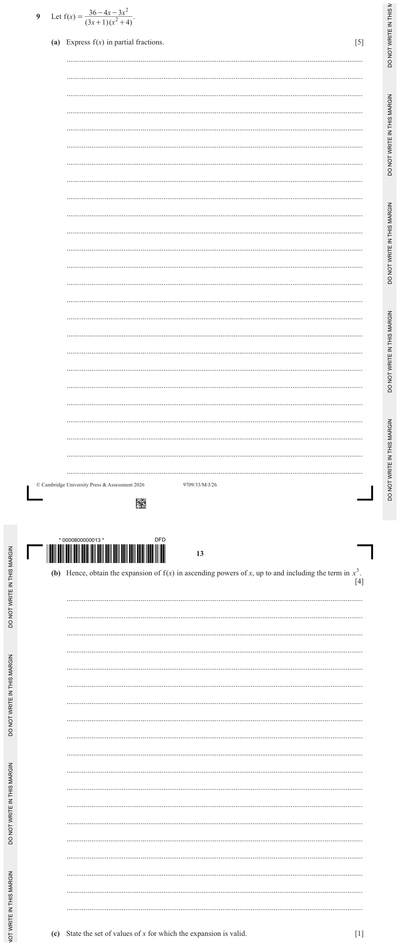 9 Let f(x) = (36 − 4x − 3x²)/((3x + 1)(x² + 4)).
(a) Express f(x) in partial fractions. [5]
DO NOT WRITE IN THIS M
DO NOT WRITE IN THIS MARGIN
DO NOT WRITE IN THIS MARGIN
DO NOT WRITE IN THIS MARGIN
DO NOT WRITE IN THIS MARGIN
© Cambridge University Press & Assessment 2026 9709/33/M/J/26
* 0000800000013 * DFD
13
(b) Hence, obtain the expansion of f(x) in ascending powers of x, up to and including the term in x³.
[4]
DO NOT WRITE IN THIS MARGIN
DO NOT WRITE IN THIS MARGIN
DO NOT WRITE IN THIS MARGIN
NOT WRITE IN THIS MARGIN
(c) State the set of values of x for which the expansion is valid. [1]